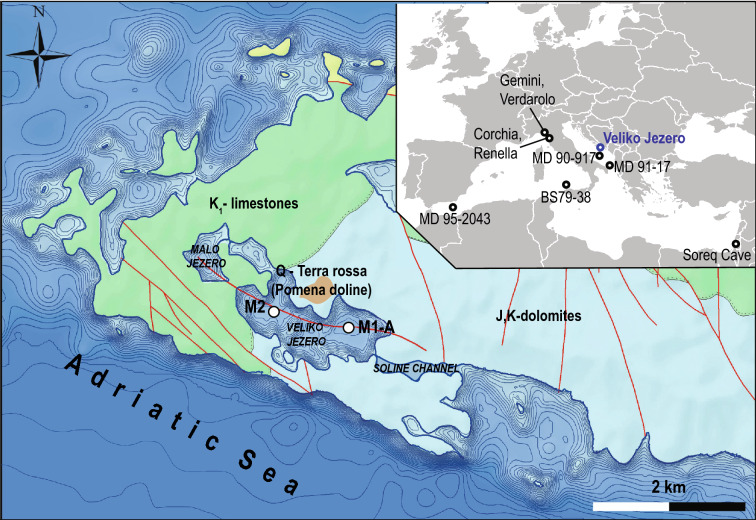 N
Gemini,
Verdarolo
Corchia,
Renella
Veliko Jezero
MD 90-917
MD 91-17
BS79-38
MD 95-2043
Soreq Cave
K1- limestones
MALO
JEZERO
Q - Terra rossa
(Pomena doline)
M2
M1-A
VELIKO
JEZERO
J,K-dolomites
SOLINE CHANNEL
Adriatic Sea
2 km